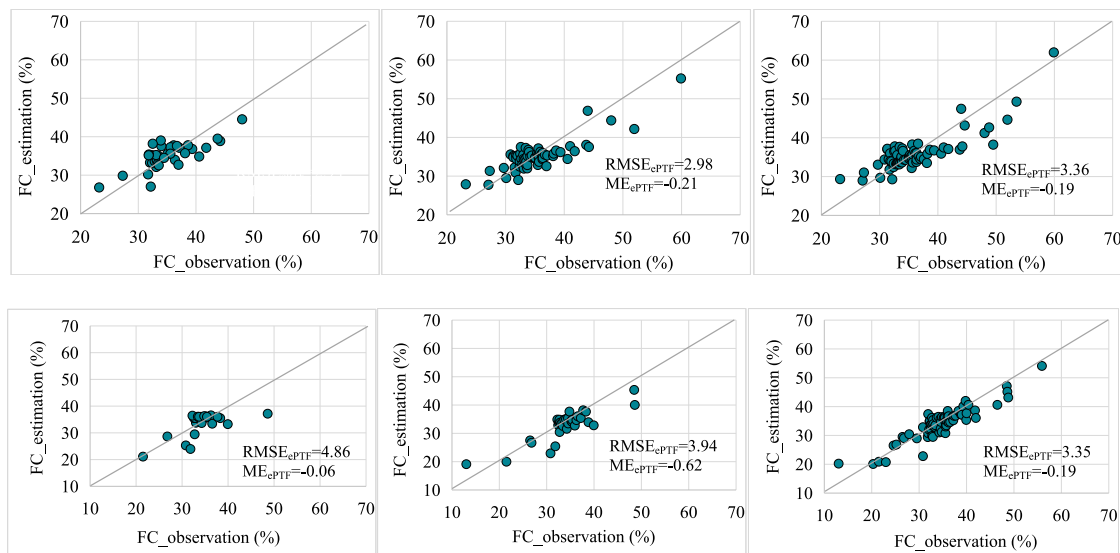 70
60
50
40
30
20
FC_estimation (%)
20 30 40 50 60 70
FC_observation (%)
70
60
50
40
30
20
FC_estimation (%)
RMSEePTF=2.98
MEePTF=-0.21
20 30 40 50 60 70
FC_observation (%)
70
60
50
40
30
20
FC_estimation (%)
RMSEePTF=3.36
MEePTF=-0.19
20 30 40 50 60 70
FC_observation (%)
70
60
50
40
30
20
10
FC_estimation (%)
RMSEePTF=4.86
MEePTF=-0.06
10 20 30 40 50 60 70
FC_observation (%)
70
60
50
40
30
20
10
FC_estimation (%)
RMSEePTF=3.94
MEePTF=-0.62
10 20 30 40 50 60 70
FC_observation (%)
70
60
50
40
30
20
10
FC_estimation (%)
RMSEePTF=3.35
MEePTF=-0.19
10 20 30 40 50 60 70
FC_observation (%)